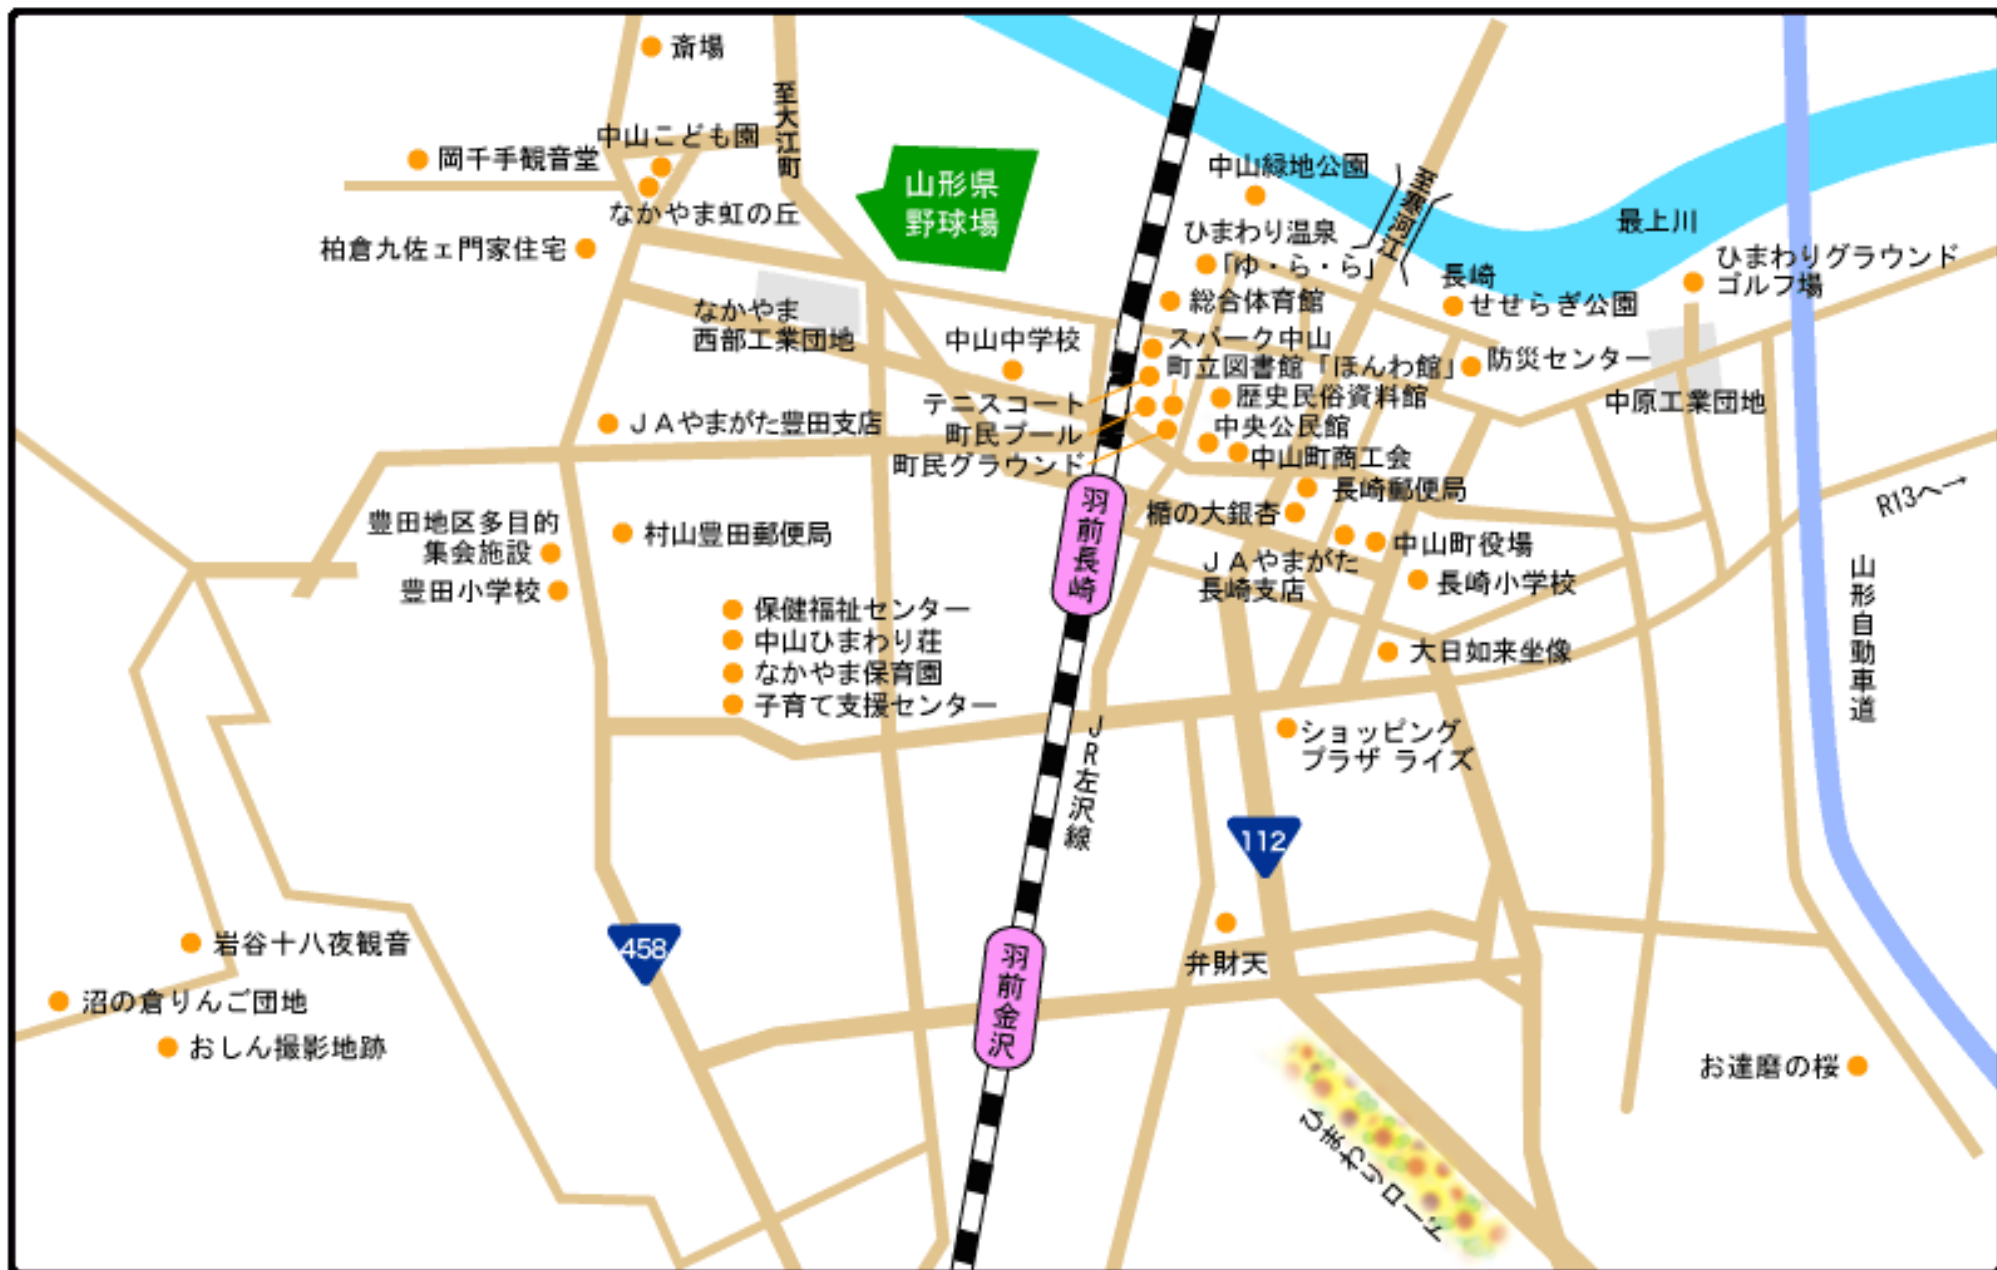 斎場
至大江町
中山こども園
岡千手観音堂
なかやま虹の丘
柏倉九佐ェ門家住宅
山形県
野球場
中山緑地公園
至寒河江
最上川
ひまわり温泉
「ゆ・ら・ら」
長崎
せせらぎ公園
ひまわりグラウンド
ゴルフ場
総合体育館
なかやま
西部工業団地
中山中学校
スパーク中山
町立図書館「ほんわ館」
防災センター
テニスコート
歴史民俗資料館
中原工業団地
ＪＡやまがた豊田支店
町民プール
中央公民館
町民グラウンド
中山町商工会
羽前長崎
長崎郵便局
R13へ→
楯の大銀杏
豊田地区多目的
集会施設
村山豊田郵便局
中山町役場
ＪＡやまがた
長崎支店
長崎小学校
豊田小学校
山形自動車道
保健福祉センター
中山ひまわり荘
なかやま保育園
子育て支援センター
大日如来坐像
JR左沢線
ショッピング
プラザ ライズ
112
458
岩谷十八夜観音
羽前金沢
弁財天
沼の倉りんご団地
おしん撮影地跡
お達磨の桜
ひまわりロード